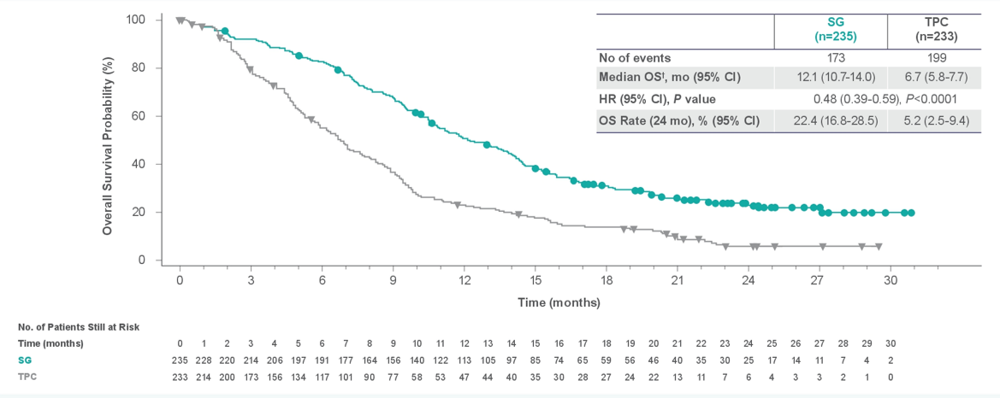 SG
(n=235)
TPC
(n=233)
No of events 173 199
Median OS†, mo (95% CI) 12.1 (10.7-14.0) 6.7 (5.8-7.7)
HR (95% CI), P value 0.48 (0.39-0.59), P<0.0001
OS Rate (24 mo), % (95% CI) 22.4 (16.8-28.5) 5.2 (2.5-9.4)
Overall Survival Probability (%)
100
80
60
40
20
0
0 3 6 9 12 15 18 21 24 27 30
Time (months)
No. of Patients Still at Risk
Time (months) 0 1 2 3 4 5 6 7 8 9 10 11 12 13 14 15 16 17 18 19 20 21 22 23 24 25 26 27 28 29 30
SG 235 228 220 214 206 197 191 177 164 156 140 122 113 105 97 85 74 65 59 56 46 40 35 30 25 17 14 11 7 4 2
TPC 233 214 200 173 156 134 117 101 90 77 58 53 47 44 40 35 30 28 27 24 22 13 11 7 6 4 3 3 2 1 0